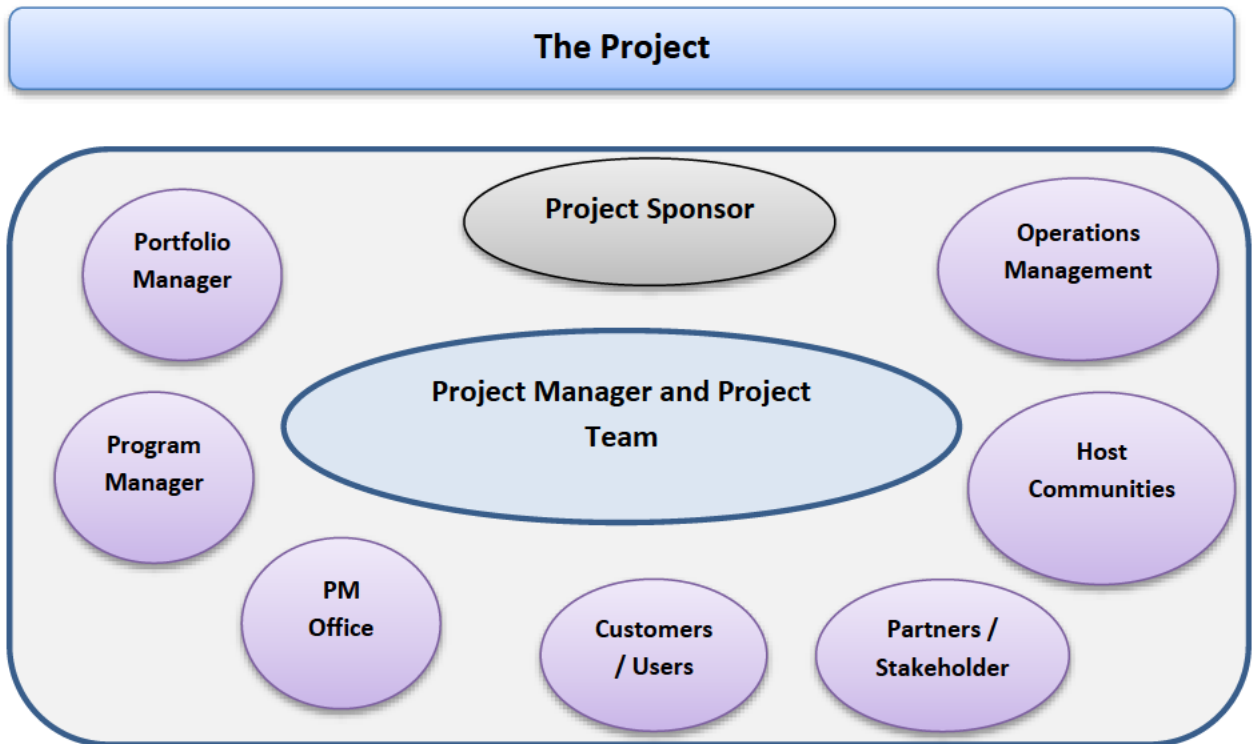 The Project
Project Sponsor
Portfolio
Manager
Operations
Management
Project Manager and Project
Team
Program
Manager
Host
Communities
PM
Office
Customers
/ Users
Partners /
Stakeholder